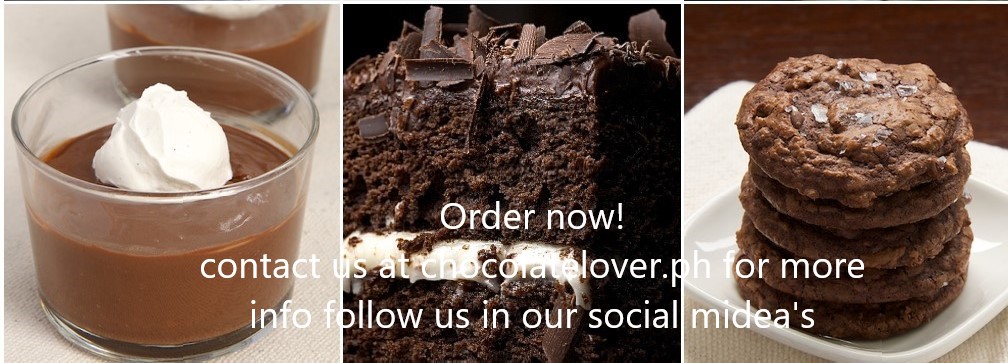 Order now!
contact us at chocolatelover.ph for more
info follow us in our social midea's